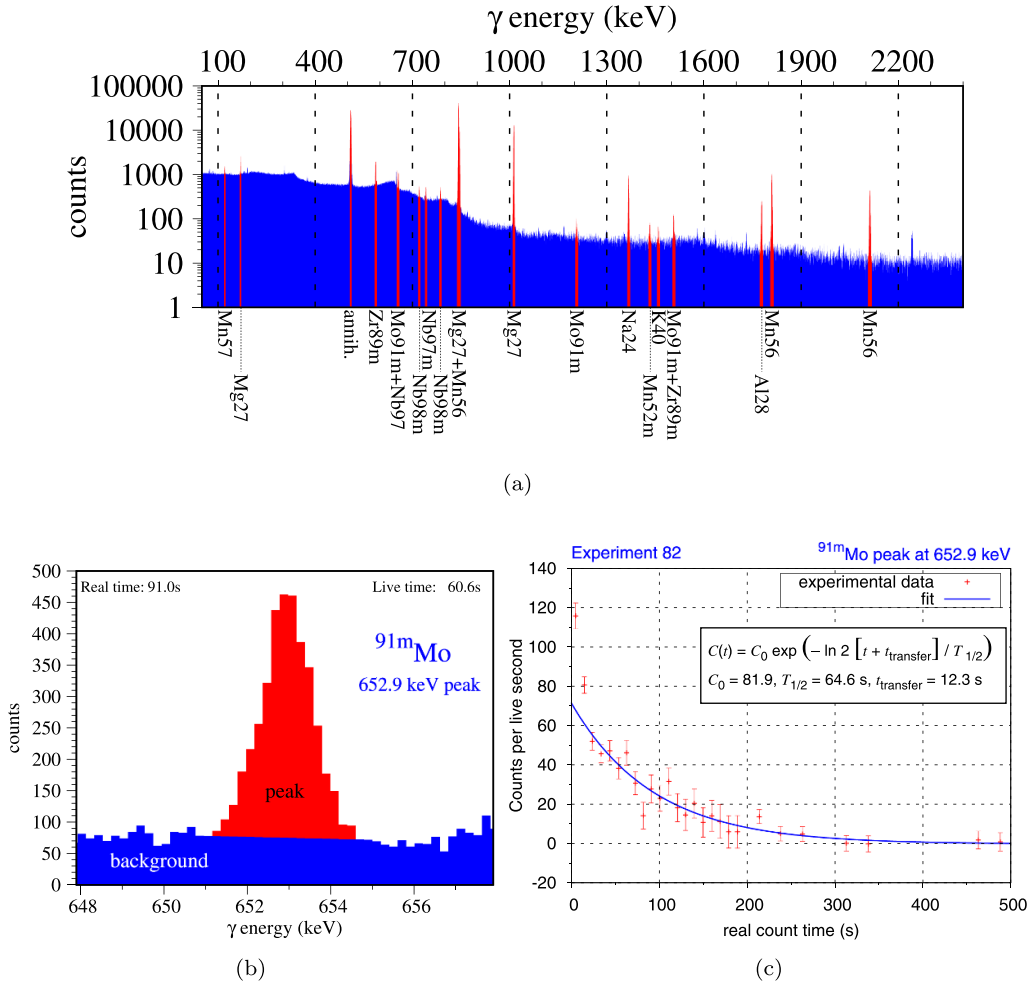 γ energy (keV)
100 400 700 1000 1300 1600 1900 2200
100000
10000
1000
100
10
1
counts
Mn57
Mg27
annih.
Zr89m
Mo91m+Nb97
Nb98m
Nb97m
Nb98m
Mg27+Mn56
Mg27
Mo91m
Na24
Mn52m
K40
Mo91m+Zr89m
Al28
Mn56
Mn56
(a)
500
450
400
350
300
250
200
150
100
50
0
counts
Real time: 91.0s Live time: 60.6s
91mMo
652.9 keV peak
peak
background
648 650 652 654 656
γ energy (keV)
(b)
Experiment 82 91mMo peak at 652.9 keV
140
120
100
80
60
40
20
0
-20
Counts per live second
experimental data
fit
C(t) = C0 exp (− ln 2 [t + ttransfer] / T1/2)
C0 = 81.9, T1/2 = 64.6 s, ttransfer = 12.3 s
0 100 200 300 400 500
real count time (s)
(c)